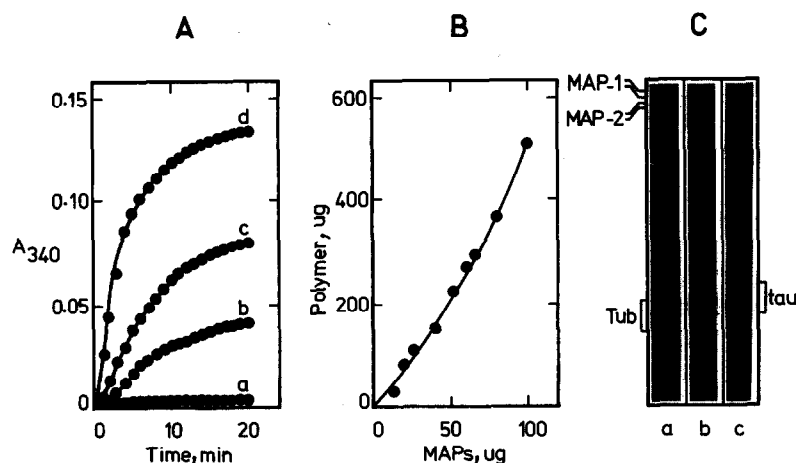 A
B
C
0.15
0.10
A340
0.05
0
d
c
b
a
0
10
20
Time, min
600
400
Polymer, ug
200
0
0
50
100
MAPs, ug
MAP-1
MAP-2
Tub
tau
a b c